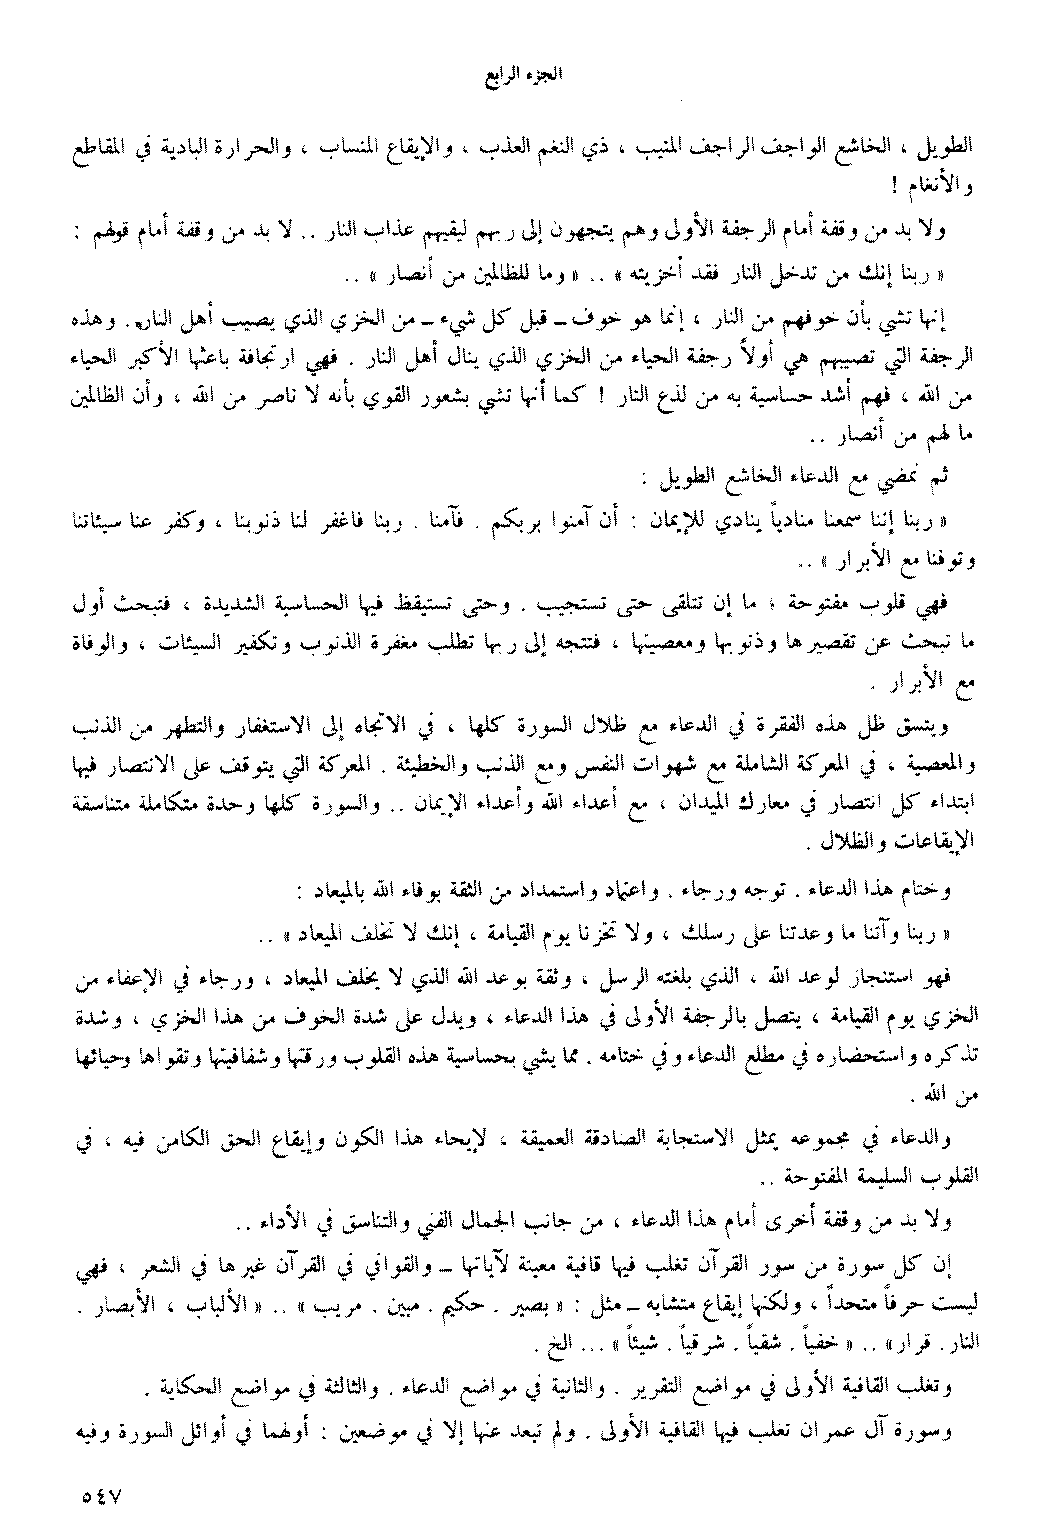 الجزء الرابع
الطويل ، الخاشع الواجف الراجف المنيب ، ذي النغم العذب ، والإيقاع المنساب ، والحرارة البادية في المقاطع
والأنغام !
ولا بد من وقفة أمام الرجفة الأولى وهم يتجهون إلى ربهم ليقيهم عذاب النار .. لا بد من وقفة أمام قولهم :
« ربنا إنك من تدخل النار فقد أخزيته » .. « وما للظالمين من أنصار » ..
إنها تشي بأن خوفهم من النار ، إنما هو خوف – قبل كل شيء – من الخزي الذي يصيب أهل النار . وهذه
الرجفة التي تصيبهم هي أولاً رجفة الحياء من الخزي الذي ينال أهل النار . فهي ارتجافة باعثها الأكبر الحياء
من الله ، فهم أشد حساسية به من لذع النار ! كما أنها تشي بشعور القوي بأنه لا ناصر من الله ، وأن الظالمين
ما لهم من أنصار ..
ثم نمضي مع الدعاء الخاشع الطويل :
« ربنا إننا سمعنا منادياً ينادي للإيمان : أن آمنوا بربكم . فآمنا . ربنا فاغفر لنا ذنوبنا ، وكفر عنا سيئاتنا
وتوفنا مع الأبرار » ..
فهي قلوب مفتوحة ؛ ما إن تتلقى حتى تستجيب . وحتى تستيقظ فيها الحساسية الشديدة ، فتبحث أول
ما تبحث عن تقصيرها وذنوبها ومعصيتها ، فتتجه إلى ربها تطلب مغفرة الذنوب وتكفير السيئات ، والوفاة
مع الأبرار .
ويتسق ظل هذه الفقرة في الدعاء مع ظلال السورة كلها ، في الاتجاه إلى الاستغفار والتطهر من الذنب
والمعصية ، في المعركة الشاملة مع شهوات النفس ومع الذنب والخطيئة . المعركة التي يتوقف على الانتصار فيها
ابتداء كل انتصار في معارك الميدان ، مع أعداء الله وأعداء الإيمان .. والسورة كلها وحدة متكاملة متناسقة
الإيقاعات والظلال .
وختام هذا الدعاء . توجه ورجاء . واعتماد واستمداد من الثقة بوفاء الله بالميعاد :
« ربنا وآتنا ما وعدتنا على رسلك ، ولا تخزنا يوم القيامة ، إنك لا تخلف الميعاد » ..
فهو استنجاز لوعد الله ، الذي بلغته الرسل ، وثقة بوعد الله الذي لا يخلف الميعاد ، ورجاء في الإعفاء من
الخزي يوم القيامة ، يتصل بالرجفة الأولى في هذا الدعاء ، ويدل على شدة الخوف من هذا الخزي ، وشدة
تذكره واستحضاره في مطلع الدعاء وفي ختامه . مما يشي بحساسية هذه القلوب ورقتها وشفافيتها وتقواها وحيائها
من الله .
والدعاء في مجموعه يمثل الاستجابة الصادقة العميقة ، لإيحاء هذا الكون وإيقاع الحق الكامن فيه ، في
القلوب السليمة المفتوحة ..
ولا بد من وقفة أخرى أمام هذا الدعاء ، من جانب الجمال الفني والتناسق في الأداء ..
إن كل سورة من سور القرآن تغلب فيها قافية معينة لآياتها – والقوافي في القرآن غيرها في الشعر ، فهي
ليست حرفاً متحداً ، ولكنها إيقاع متشابه – مثل : « بصير . حكيم . مبين . مريب » .. « الألباب ، الأبصار .
النار . قرار» .. « خفياً . شقياً . شرقياً . شيئاً » ... الخ .
وتغلب القافية الأولى في مواضع التقرير . والثانية في مواضع الدعاء . والثالثة في مواضع الحكاية .
وسورة آل عمران تغلب فيها القافية الأولى . ولم تبعد عنها إلا في موضعين : أولهما في أوائل السورة وفيه
٥٤٧